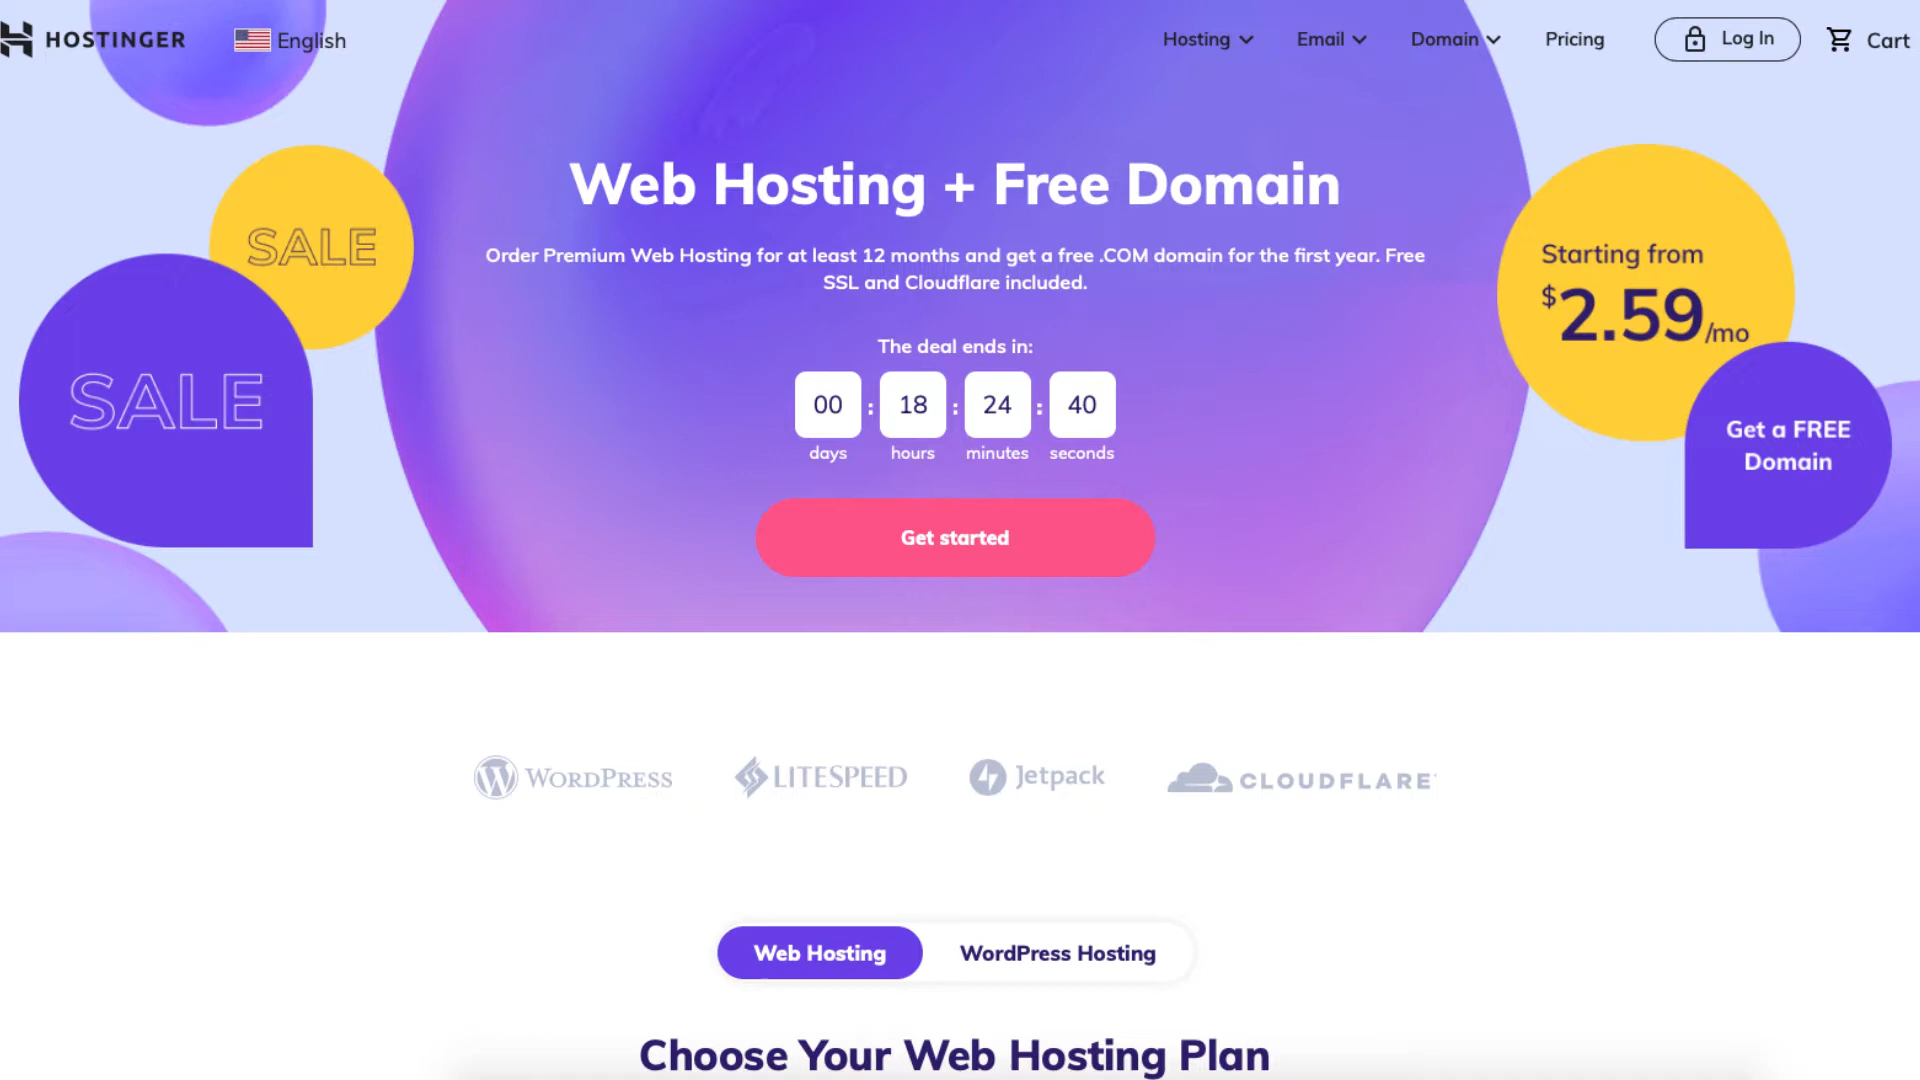 HOSTINGER
English
Hosting
Email
Domain
Pricing
Log In
Cart
Web Hosting + Free Domain
Order Premium Web Hosting for at least 12 months and get a free .COM domain for the first year. Free
SSL and Cloudflare included.
SALE
SALE
Starting from
$2.59/mo
Get a FREE
Domain
The deal ends in:
00 : 18 : 24 : 40
days hours minutes seconds
Get started
WORDPRESS
LITESPEED
Jetpack
CLOUDFLARE
Web Hosting
WordPress Hosting
Choose Your Web Hosting Plan